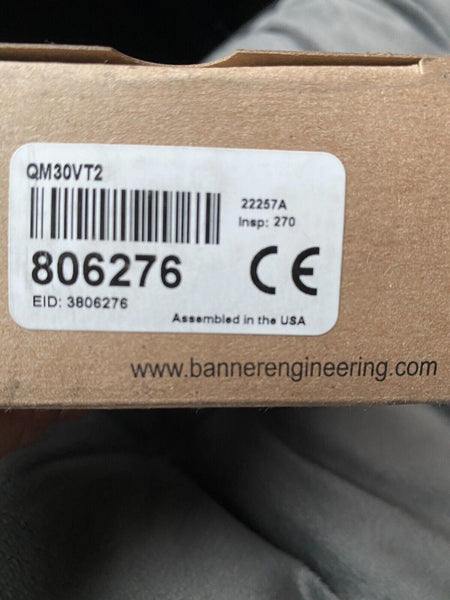 QM30VT2
22257A
Insp: 270
806276
CE
EID: 3806276
Assembled in the USA
www.bannerengineering.com